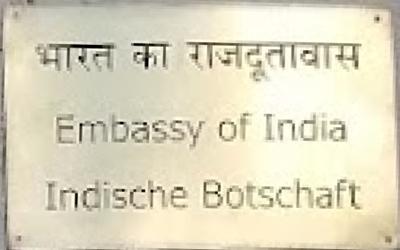 भारत का राजदूतावास
Embassy of India
Indische Botschaft